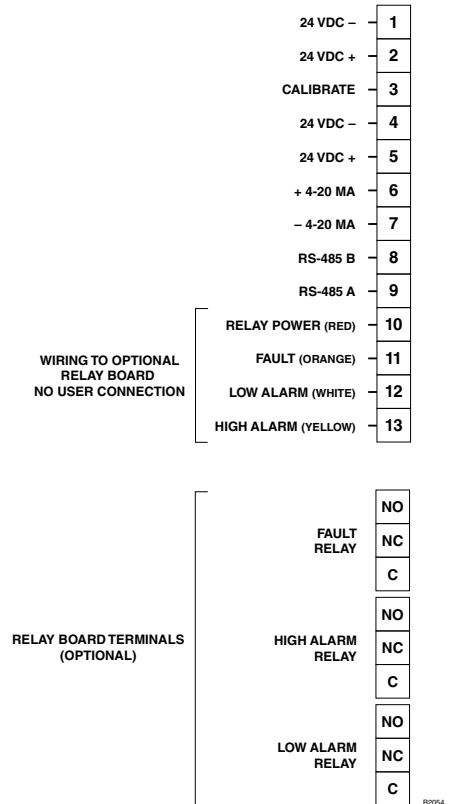 24 VDC – 1
24 VDC + 2
CALIBRATE 3
24 VDC – 4
24 VDC + 5
+ 4-20 MA 6
– 4-20 MA 7
RS-485 B 8
RS-485 A 9
RELAY POWER (RED) 10
FAULT (ORANGE) 11
LOW ALARM (WHITE) 12
HIGH ALARM (YELLOW) 13
WIRING TO OPTIONAL
RELAY BOARD
NO USER CONNECTION
RELAY BOARD TERMINALS
(OPTIONAL)
FAULT
RELAY
NO
NC
C
HIGH ALARM
RELAY
NO
NC
C
LOW ALARM
RELAY
NO
NC
C
B2054